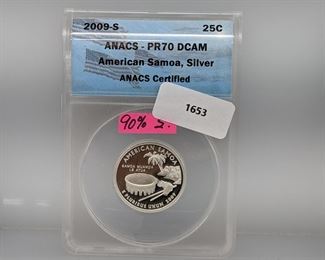 2009-S 25C
ANACS - PR70 DCAM
American Samoa, Silver
ANACS Certified
1653
90% S.
AMERICAN SAMOA
SAMOA MUAMUA
LE ATUA
E PLURIBUS UNUM 2009